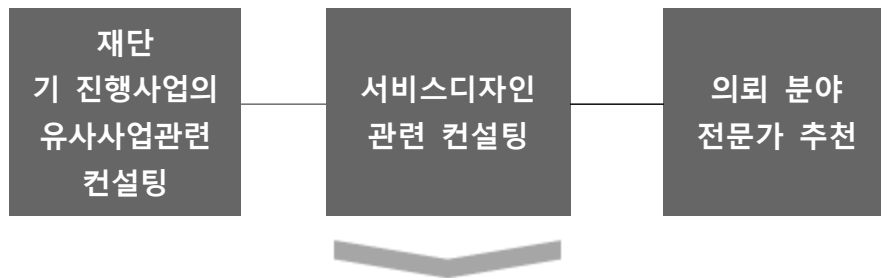 재단
기 진행사업의
유사사업관련
컨설팅
서비스디자인
관련 컨설팅
의뢰 분야
전문가 추천